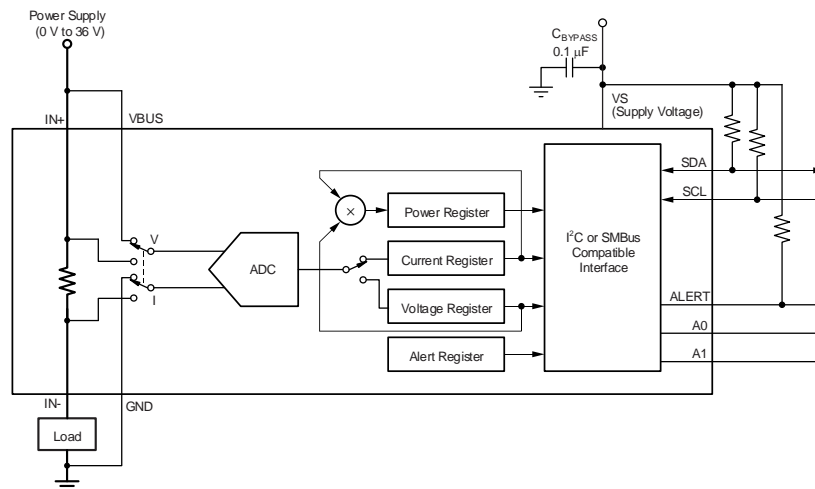 Power Supply
(0 V to 36 V)
C_BYPASS
0.1 µF
VS
(Supply Voltage)
IN+
VBUS
SDA
SCL
V
I
ADC
×
Power Register
Current Register
Voltage Register
Alert Register
I²C or SMBus
Compatible
Interface
ALERT
A0
A1
IN-
GND
Load